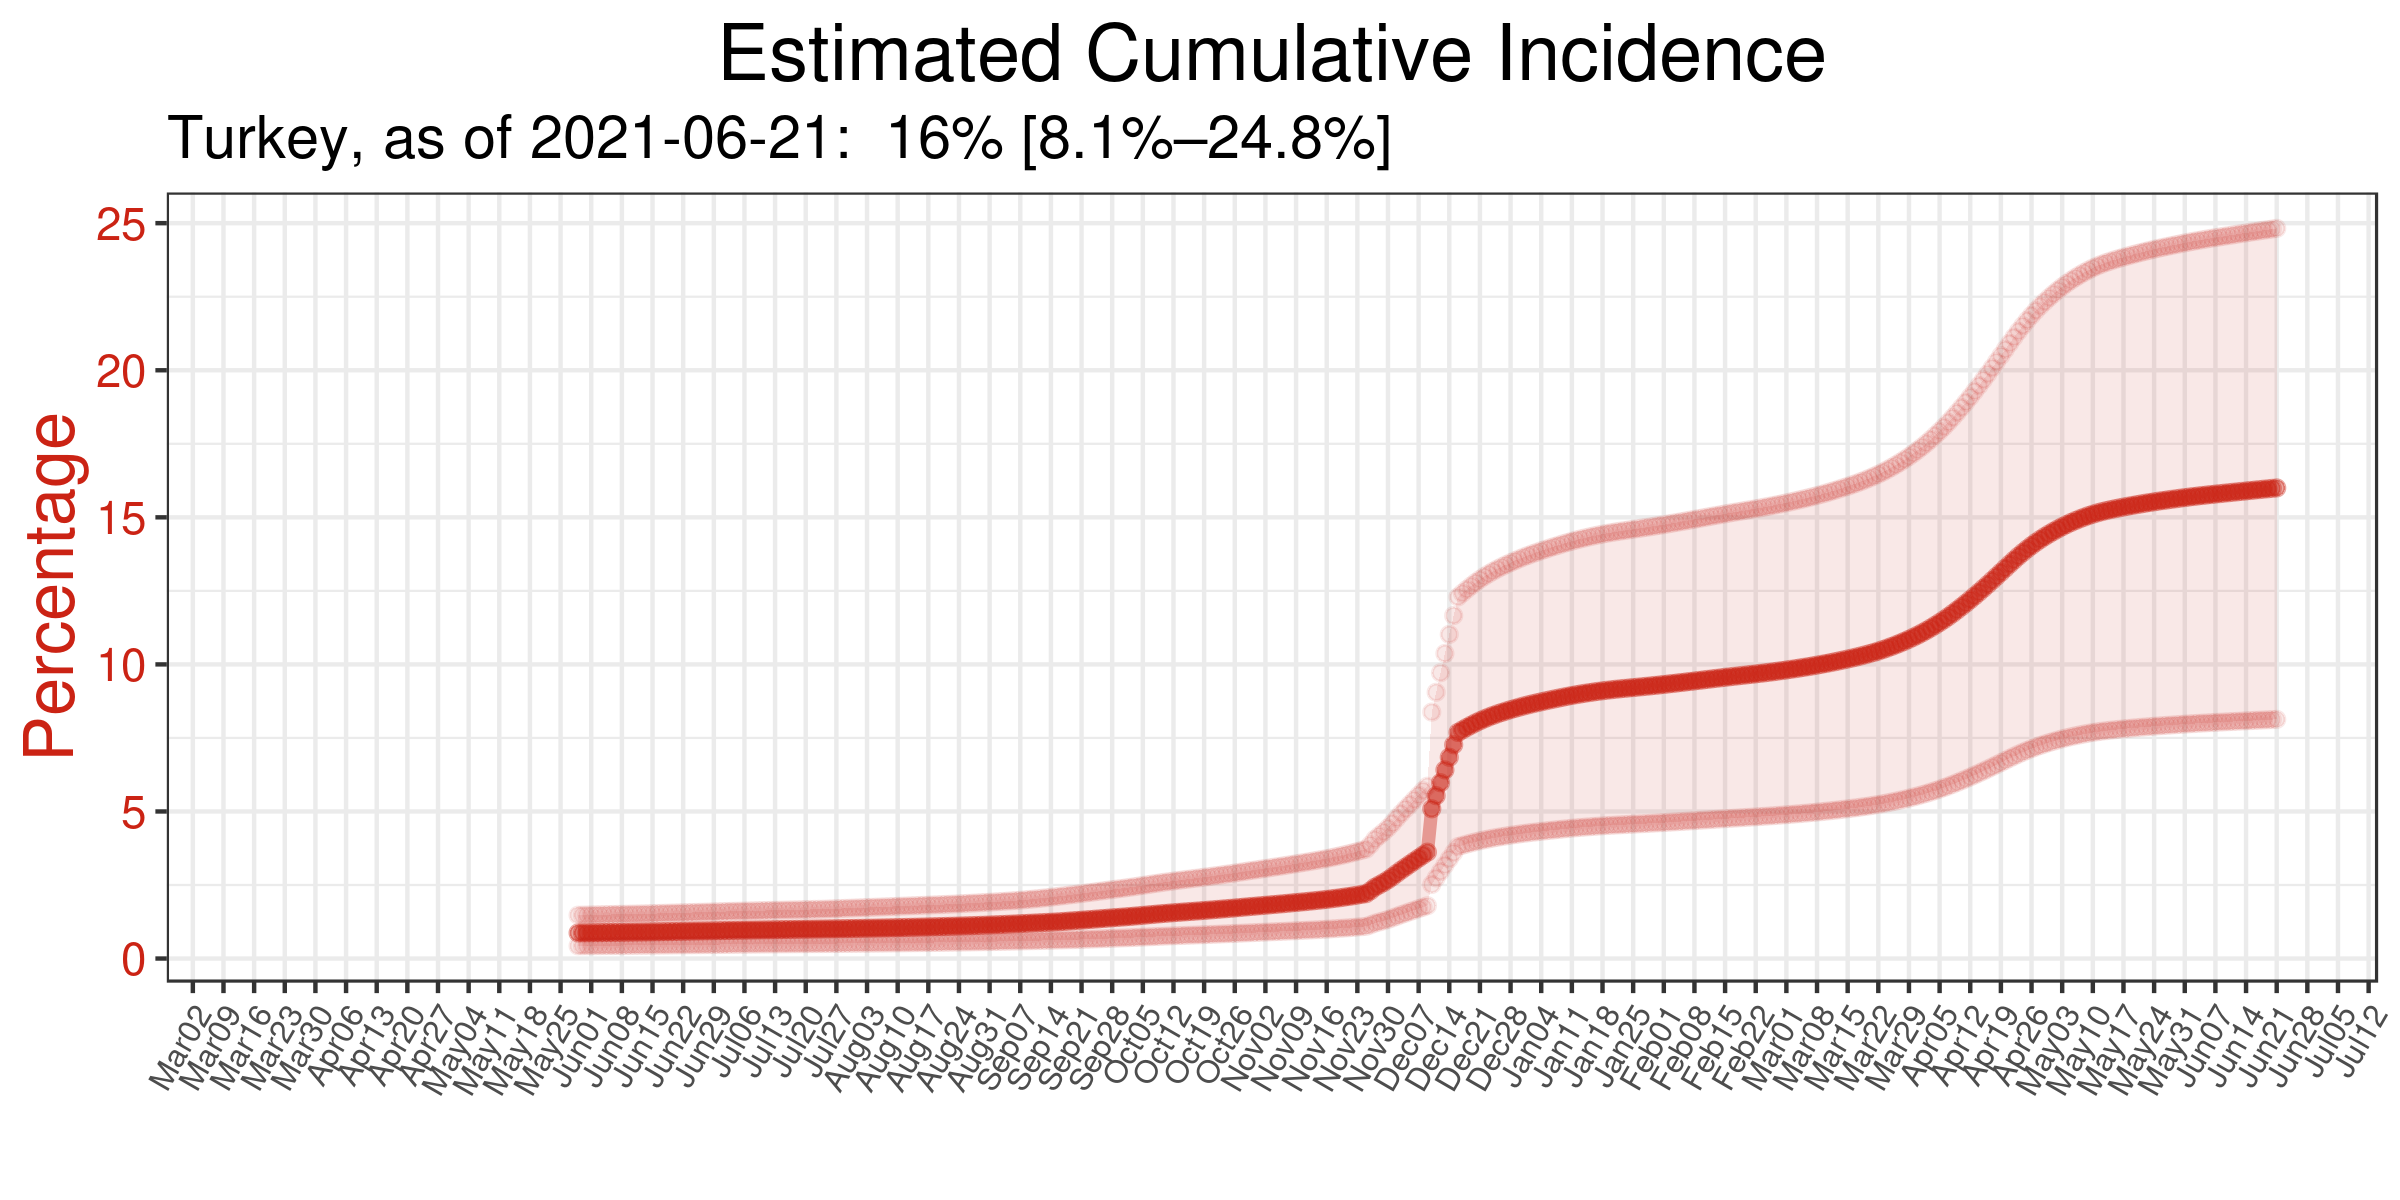 Estimated Cumulative Incidence
Turkey, as of 2021-06-21:  16% [8.1%–24.8%]
Percentage
25
20
15
10
5
0
Mar02
Mar09
Mar16
Mar23
Mar30
Apr06
Apr13
Apr20
Apr27
May04
May11
May18
May25
Jun01
Jun08
Jun15
Jun22
Jun29
Jul06
Jul13
Jul20
Jul27
Aug03
Aug10
Aug17
Aug24
Aug31
Sep07
Sep14
Sep21
Sep28
Oct05
Oct12
Oct19
Oct26
Nov02
Nov09
Nov16
Nov23
Nov30
Dec07
Dec14
Dec21
Dec28
Jan04
Jan11
Jan18
Jan25
Feb01
Feb08
Feb15
Feb22
Mar01
Mar08
Mar15
Mar22
Mar29
Apr05
Apr12
Apr19
Apr26
May03
May10
May17
May24
May31
Jun07
Jun14
Jun21
Jun28
Jul05
Jul12